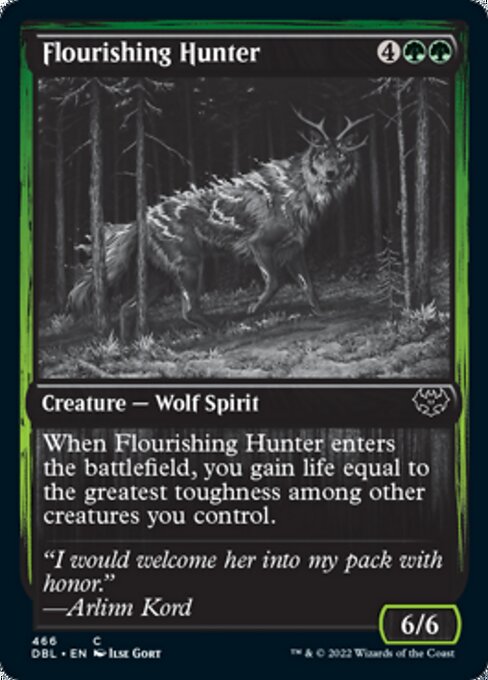 Flourishing Hunter 4
Creature — Wolf Spirit
When Flourishing Hunter enters
the battlefield, you gain life equal to
the greatest toughness among other
creatures you control.
“I would welcome her into my pack with
honor.”
—Arlinn Kord
6/6
466 C
DBL • EN Ilse Gort
™ & © 2022 Wizards of the Coast